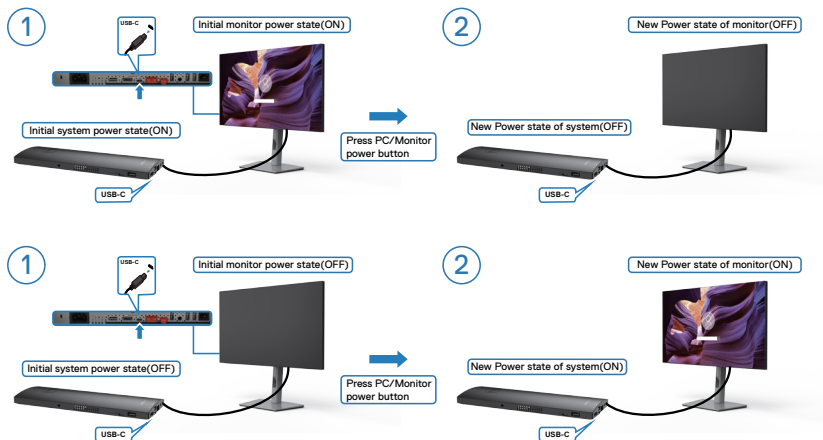 1
USB-C
Initial monitor power state(ON)
Initial system power state(ON)
USB-C
Press PC/Monitor
power button
2
New Power state of monitor(OFF)
New Power state of system(OFF)
USB-C
1
USB-C
Initial monitor power state(OFF)
Initial system power state(OFF)
USB-C
Press PC/Monitor
power button
2
New Power state of monitor(ON)
New Power state of system(ON)
USB-C